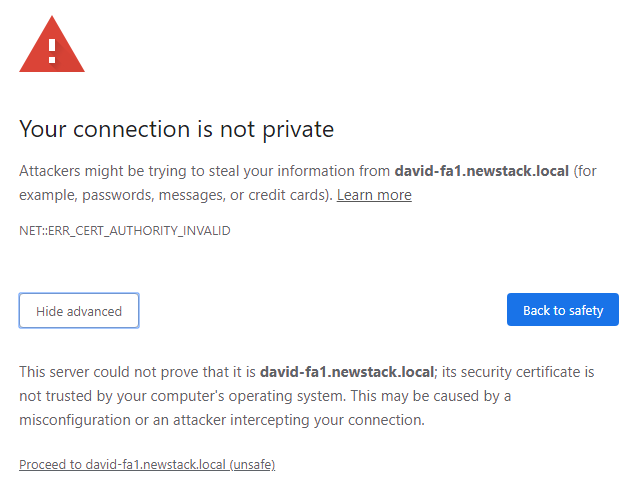 Your connection is not private
Attackers might be trying to steal your information from david-fa1.newstack.local (for
example, passwords, messages, or credit cards). Learn more
NET::ERR_CERT_AUTHORITY_INVALID
Hide advanced
Back to safety
This server could not prove that it is david-fa1.newstack.local; its security certificate is
not trusted by your computer's operating system. This may be caused by a
misconfiguration or an attacker intercepting your connection.
Proceed to david-fa1.newstack.local (unsafe)